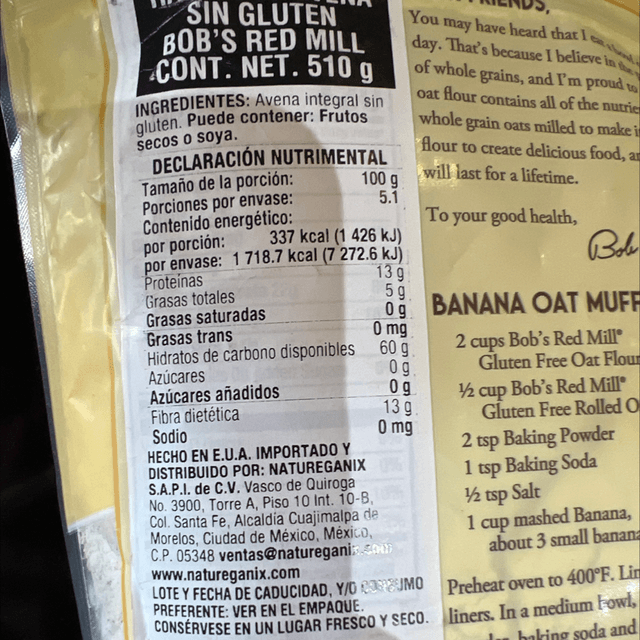 SIN GLUTEN
BOB'S RED MILL
CONT. NET. 510 g
INGREDIENTES: Avena integral sin
gluten. Puede contener: Frutos
secos o soya.
DECLARACIÓN NUTRIMENTAL
Tamaño de la porción: 100 g
Porciones por envase: 5.1
Contenido energético:
por porción: 337 kcal (1 426 kJ)
por envase: 1 718.7 kcal (7 272.6 kJ)
Proteínas 13 g
Grasas totales 5 g
Grasas saturadas 0 g
Grasas trans 0 mg
Hidratos de carbono disponibles 60 g
Azúcares 0 g
Azúcares añadidos 0 g
Fibra dietética 13 g
Sodio 0 mg
HECHO EN E.U.A. IMPORTADO Y
DISTRIBUIDO POR: NATUREGANIX
S.A.P.I. de C.V. Vasco de Quiroga
No. 3900, Torre A, Piso 10 Int. 10-B,
Col. Santa Fe, Alcaldía Cuajimalpa de
Morelos, Ciudad de México, México,
C.P. 05348 ventas@natureganix.com
www.natureganix.com
LOTE Y FECHA DE CADUCIDAD, Y/O
PREFERENTE: VER EN EL EMPAQUE.
CONSÉRVESE EN UN LUGAR FRESCO Y SECO.
You may have heard that I
day. That's because I believe in
of whole grains, and I'm proud to
oat flour contains all of the
whole grain oats milled to make
flour to create delicious food,
will last for a lifetime.
To your good health,
Bob
BANANA OAT
2 cups Bob's Red Mill®
Gluten Free Oat Flour
½ cup Bob's Red Mill®
Gluten Free Rolled
2 tsp Baking Powder
1 tsp Baking Soda
½ tsp Salt
1 cup mashed Banana,
about 3 small
Preheat oven to 400°F.
liners. In a medium bowl,
baking soda and